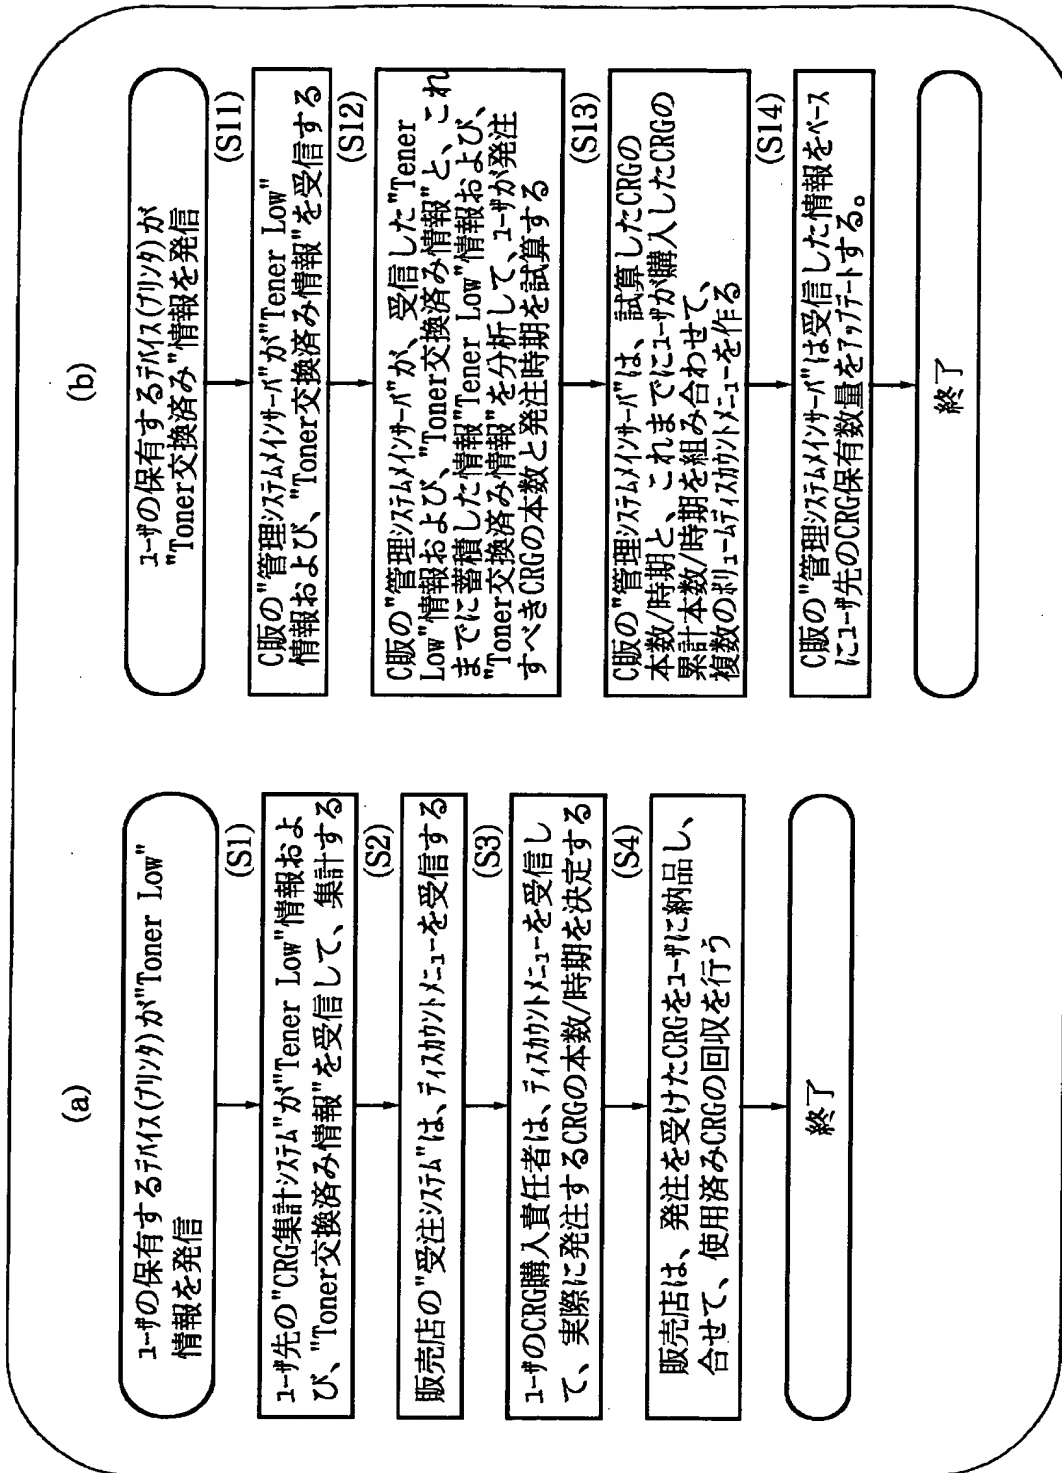 (a)
ユーザの保有するデバイス(プリンタ)が"Toner Low"
情報を発信
(S1)
ユーザ先の"CRG集計システム"が"Tener Low"情報およ
び、"Toner交換済み情報"を受信して、集計する
(S2)
販売店の"受注システム"は、ディスカウントメニューを受信する
(S3)
ユーザのCRG購入責任者は、ディスカウントメニューを受信し
て、実際に発注するCRGの本数/時期を決定する
(S4)
販売店は、発注を受けたCRGをユーザに納品し、
合せて、使用済みCRGの回収を行う
終了
(b)
ユーザの保有するデバイス(プリンタ)が
"Toner交換済み"情報を発信
(S11)
C販の"管理システムメインサーバ"が"Tener Low"
情報および、"Toner交換済み情報"を受信する
(S12)
C販の"管理システムメインサーバ"が、受信した"Tener
Low"情報および、"Toner交換済み情報"と、これ
までに蓄積した情報"Tener Low"情報および、
"Toner交換済み情報"を分析して、ユーザが発注
すべきCRGの本数と発注時期を試算する
(S13)
C販の"管理システムメインサーバ"は、試算したCRGの
本数/時期と、これまでにユーザが購入したCRGの
累計本数/時期を組み合わせて、
複数のボリュームディスカウントメニューを作る
(S14)
C販の"管理システムメインサーバ"は受信した情報をベース
にユーザ先のCRG保有数量をアップデートする。
終了